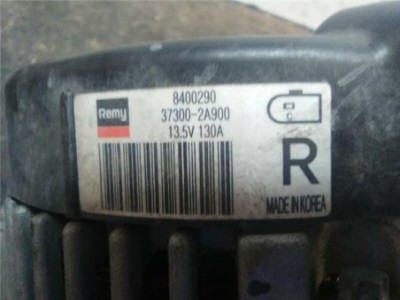 Remy
8400290
37300-2A900
13.5V 130A
C
R
MADE IN KOREA